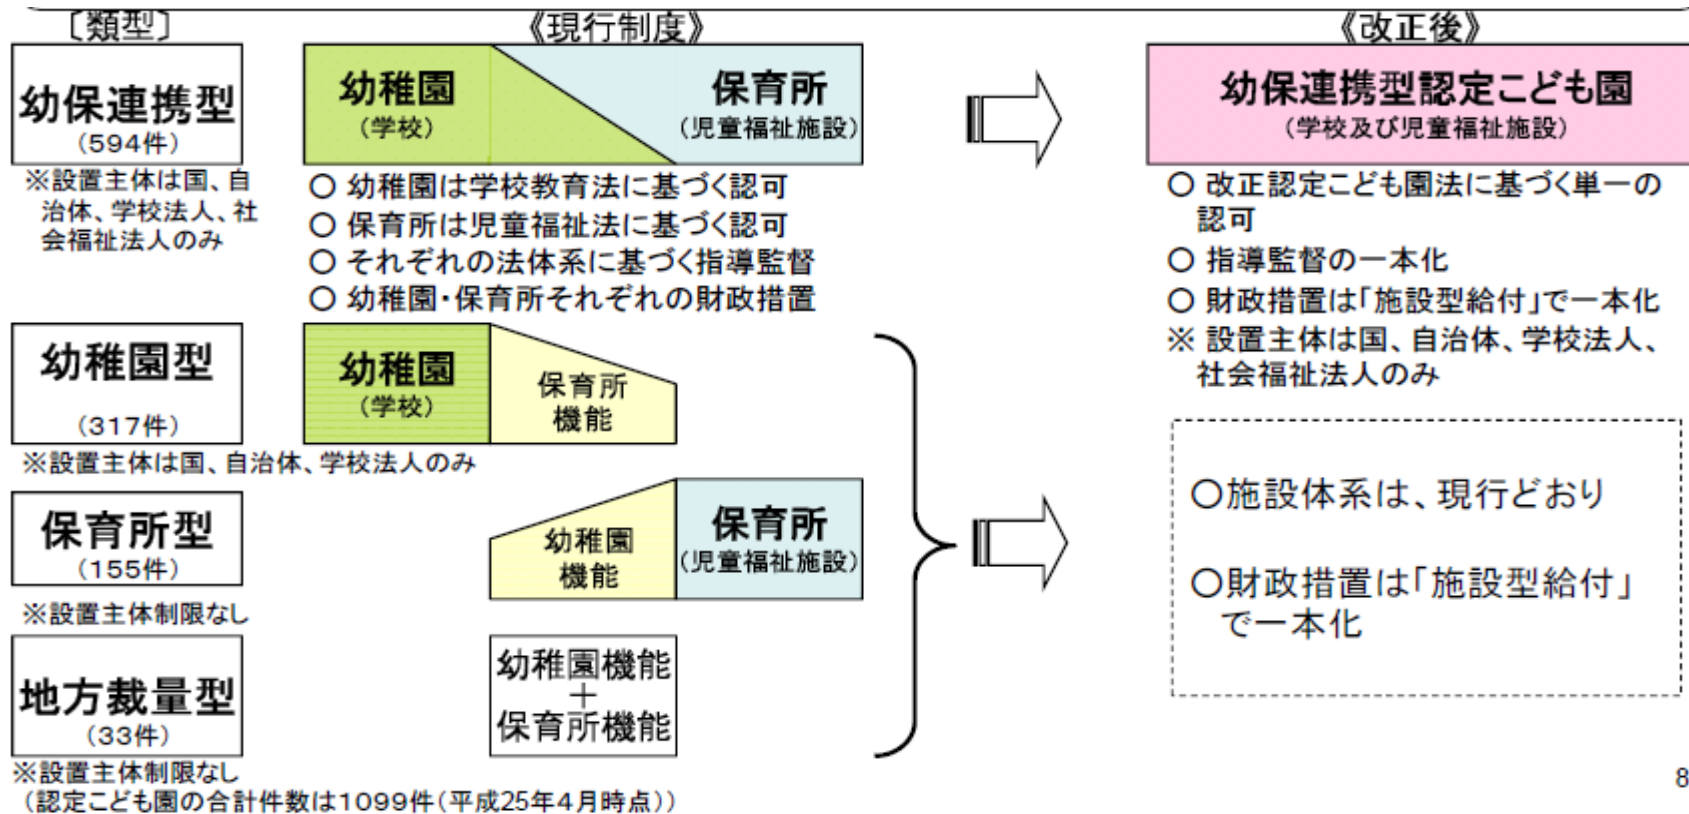 〔類型〕
《現行制度》
《改正後》
幼保連携型
(594件)
※設置主体は国、自
治体、学校法人、社
会福祉法人のみ
幼稚園
(学校)
保育所
(児童福祉施設)
○ 幼稚園は学校教育法に基づく認可
○ 保育所は児童福祉法に基づく認可
○ それぞれの法体系に基づく指導監督
○ 幼稚園・保育所それぞれの財政措置
幼保連携型認定こども園
(学校及び児童福祉施設)
○ 改正認定こども園法に基づく単一の
認可
○ 指導監督の一本化
○ 財政措置は「施設型給付」で一本化
※ 設置主体は国、自治体、学校法人、
社会福祉法人のみ
幼稚園型
(317件)
※設置主体は国、自治体、学校法人のみ
幼稚園
(学校)
保育所
機能
保育所型
(155件)
※設置主体制限なし
幼稚園
機能
保育所
(児童福祉施設)
地方裁量型
(33件)
※設置主体制限なし
幼稚園機能
+
保育所機能
○施設体系は、現行どおり
○財政措置は「施設型給付」
で一本化
(認定こども園の合計件数は1099件(平成25年4月時点))
8